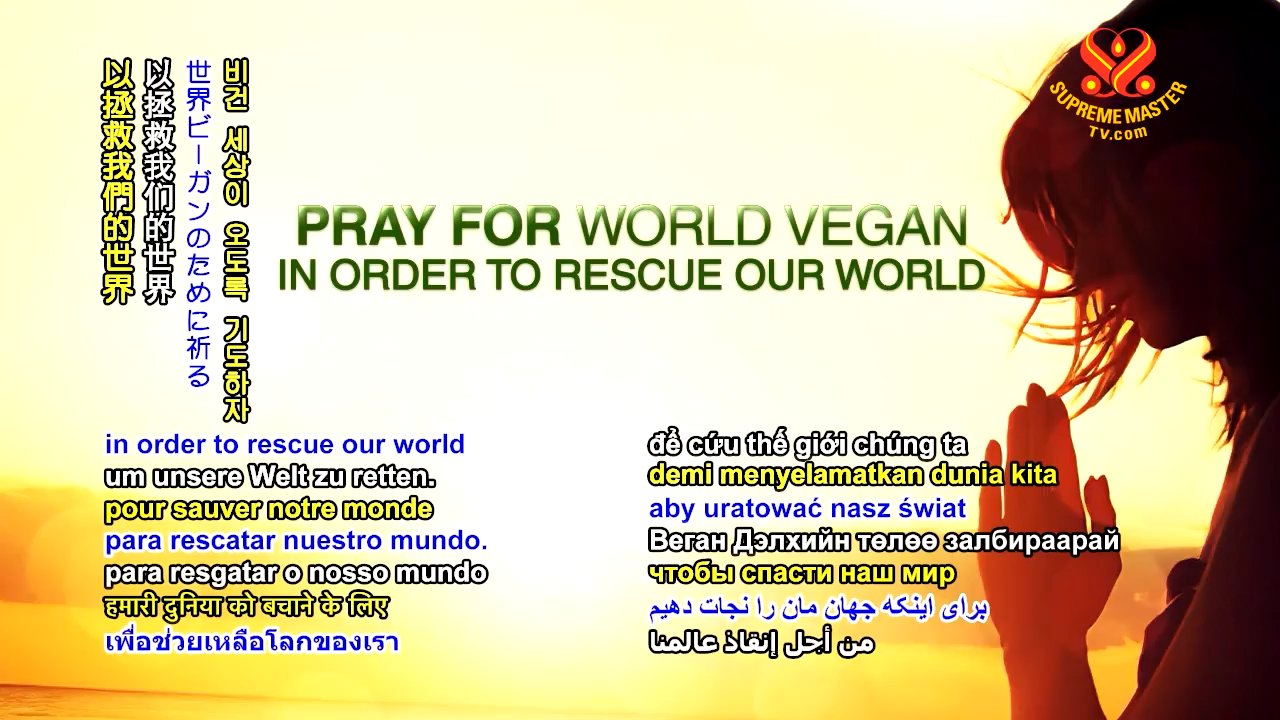 以拯救我們的世界
以拯救我们的世界
世界ビーガンのために祈る
비건 세상이 오도록 기도하자
SUPREME MASTER
TV.com
PRAY FOR WORLD VEGAN
IN ORDER TO RESCUE OUR WORLD
in order to rescue our world
um unsere Welt zu retten.
pour sauver notre monde
para rescatar nuestro mundo.
para resgatar o nosso mundo
हमारी दुनिया को बचाने के लिए
เพื่อช่วยเหลือโลกของเรา
để cứu thế giới chúng ta
demi menyelamatkan dunia kita
aby uratować nasz świat
Веган Дэлхийн төлөө залбираарай
чтобы спасти наш мир
برای اینکه جهان مان را نجات دهیم
من أجل إنقاذ عالمنا